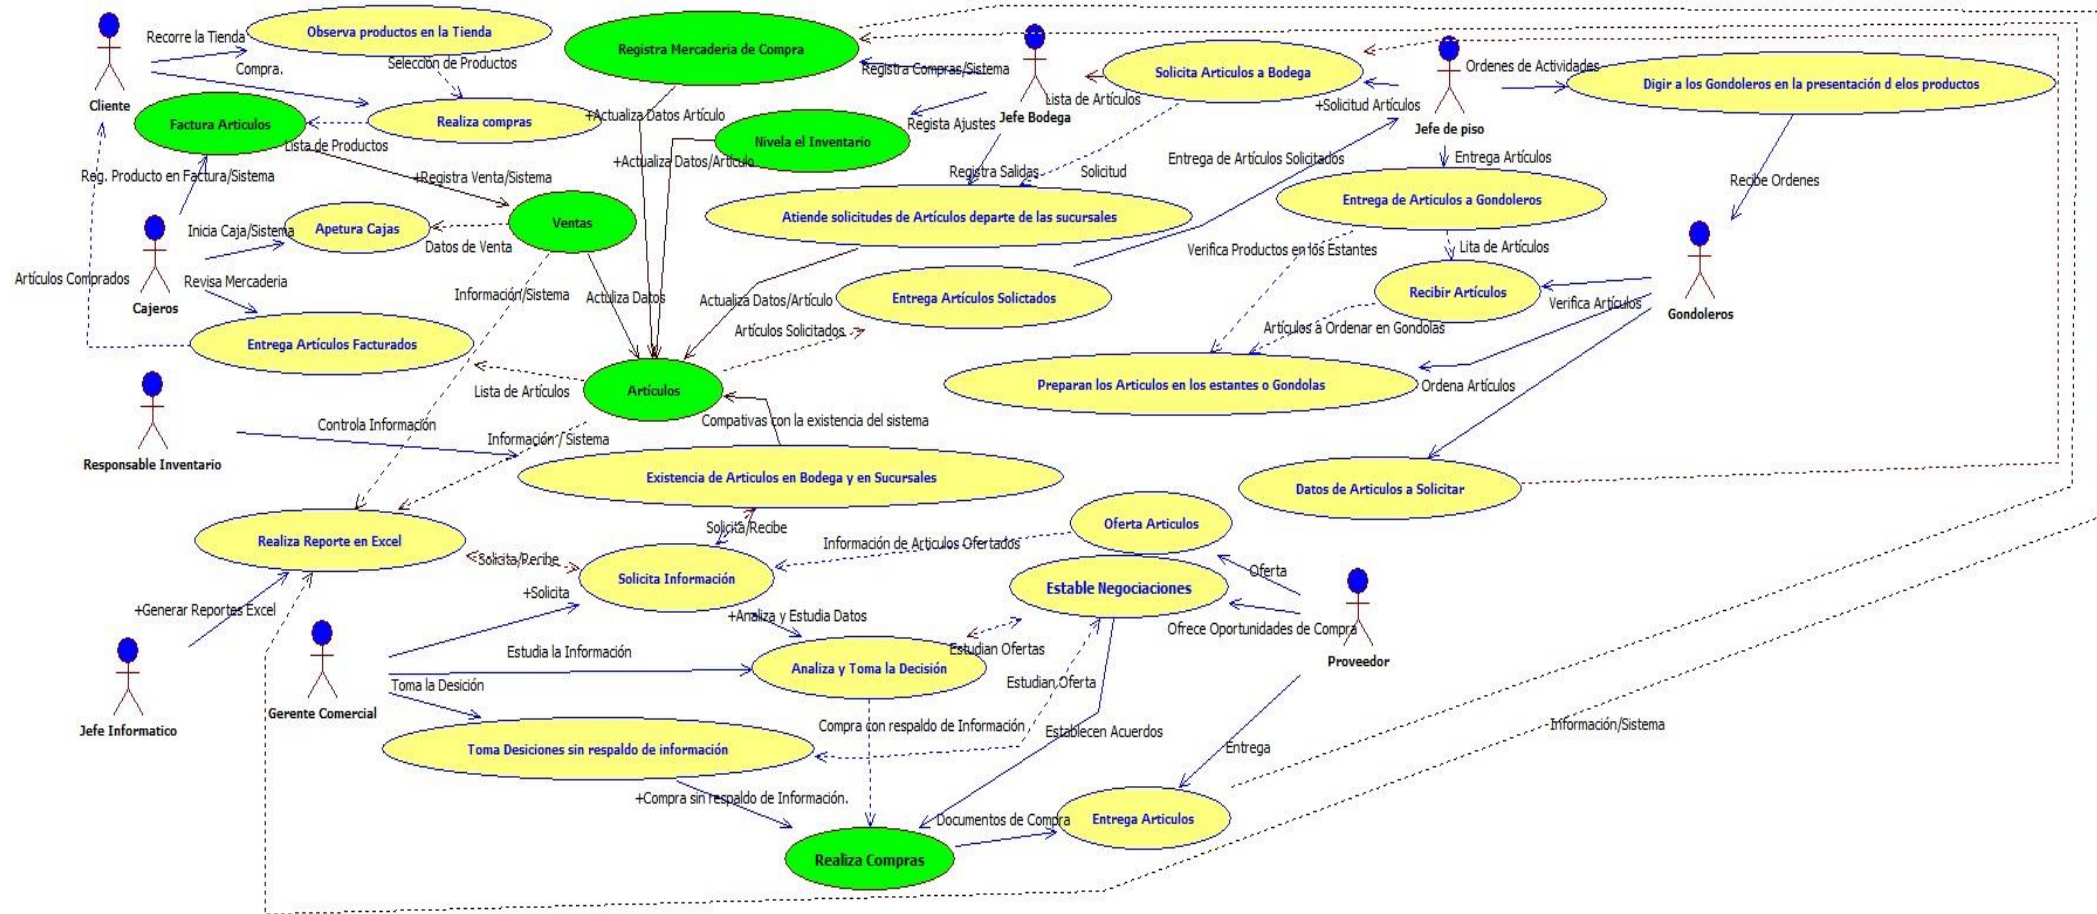 Observa productos en la Tienda
Recorre la Tienda
Compra.
Selección de Productos
Cliente
Factura Articulos
Realiza compras
Lista de Productos
Registra Mercaderia de Compra
Registra Compras/Sistema
+Actualiza Datos Artículo
Nivela el Inventario
Regista Ajustes
+Actualiza Datos/Artículo
Jefe Bodega
Lista de Artículos
Solicita Articulos a Bodega
+Solicitud Artículos
Jefe de piso
Ordenes de Actividades
Digir a los Gondoleros en la presentación d elos productos
Reg. Producto en Factura/Sistema
+Registra Venta/Sistema
Registra Salidas
Solicitud
Entrega de Artículos Solicitados
Entrega Artículos
Recibe Ordenes
Entrega de Articulos a Gondoleros
Inicia Caja/Sistema
Apetura Cajas
Datos de Venta
Ventas
Atiende solicitudes de Artículos departe de las sucursales
Verifica Productos en los Estantes
Lita de Artículos
Artículos Comprados
Revisa Mercaderia
Cajeros
Información/Sistema
Actuliza Datos
Actualiza Datos/Artículo
Entrega Artículos Solictados
Recibir Artículos
Verifica Artículos
Gondoleros
Entrega Artículos Facturados
Artículos Solicitados
Artículos a Ordenar en Gondolas
Lista de Artículos
Artículos
Preparan los Articulos en los estantes o Gondolas
Ordena Artículos
Controla Información
Información / Sistema
Compativas con la existencia del sistema
Responsable Inventario
Existencia de Articulos en Bodega y en Sucursales
Datos de Articulos a Solicitar
Realiza Reporte en Excel
Solicita/Recibe
Solicita/Recibe
Información de Articulos Ofertados
Oferta Articulos
Solicita Información
Oferta
Estable Negociaciones
+Solicita
+Generar Reportes Excel
+Analiza y Estudia Datos
Ofrece Oportunidades de Compra
Estudia la Información
Estudian Ofertas
Proveedor
Analiza y Toma la Decisión
Toma la Desición
Estudian Oferta
Gerente Comercial
Jefe Informatico
Compra con respaldo de Información
Establecen Acuerdos
Información/Sistema
Toma Desiciones sin respaldo de información
Entrega
+Compra sin respaldo de Información.
Documentos de Compra
Entrega Articulos
Realiza Compras